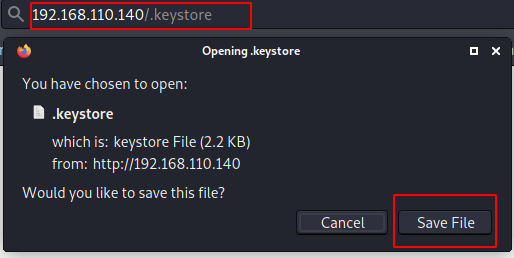 192.168.110.140/.keystore
Opening .keystore
You have chosen to open:
.keystore
which is: keystore File (2.2 KB)
from: http://192.168.110.140
Would you like to save this file?
Cancel
Save File